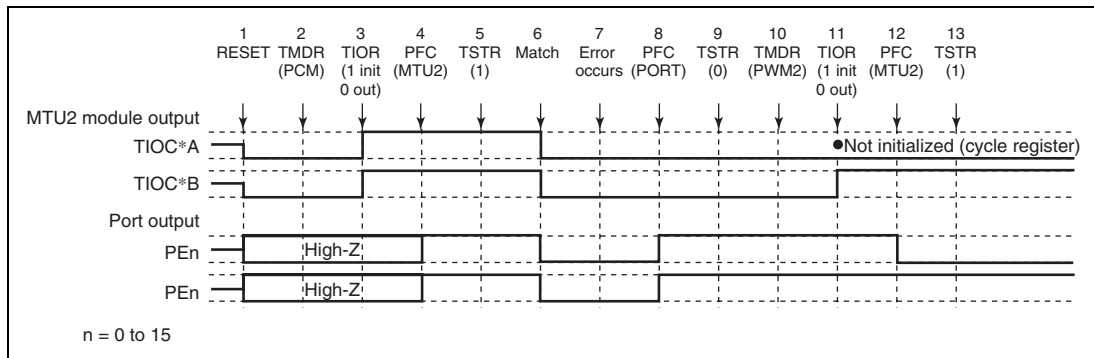 1 2 3 4 5 6 7 8 9 10 11 12 13
RESET TMDR TIOR PFC TSTR Match Error PFC TSTR TMDR TIOR PFC TSTR
(PCM) (1 init (MTU2) (1) occurs (PORT) (0) (PWM2) (1 init (MTU2) (1)
0 out) 0 out)
MTU2 module output
TIOC*A
●Not initialized (cycle register)
TIOC*B
Port output
PEn
High-Z
PEn
High-Z
n = 0 to 15